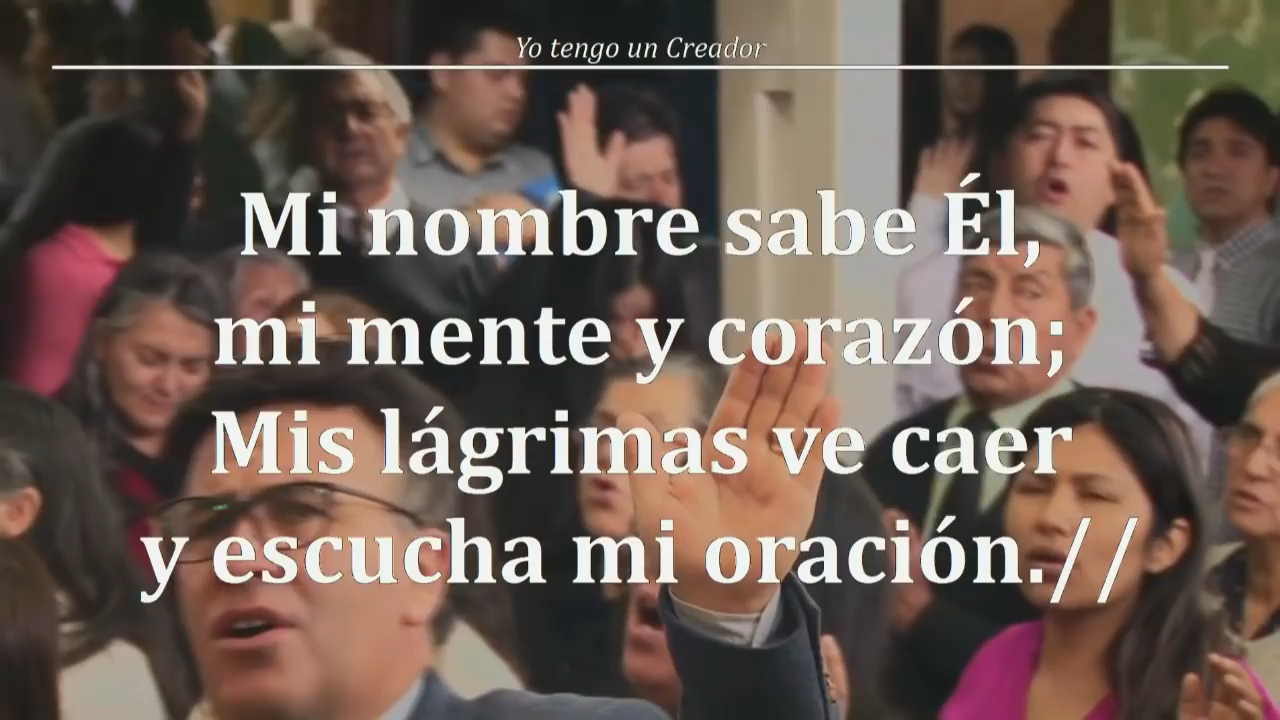 Yo tengo un Creador
Mi nombre sabe Él,
mi mente y corazón;
Mis lágrimas ve caer
y escucha mi oración.//